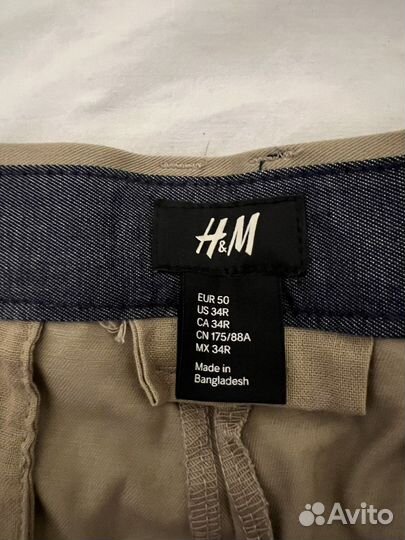 H&M
EUR 50
US 34R
CA 34R
CN 175/88A
MX 34R
Made in
Bangladesh
Avito